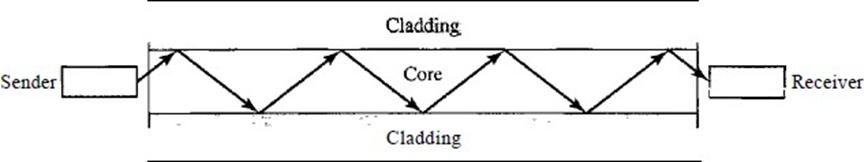 Cladding
Sender
Core
Receiver
Cladding